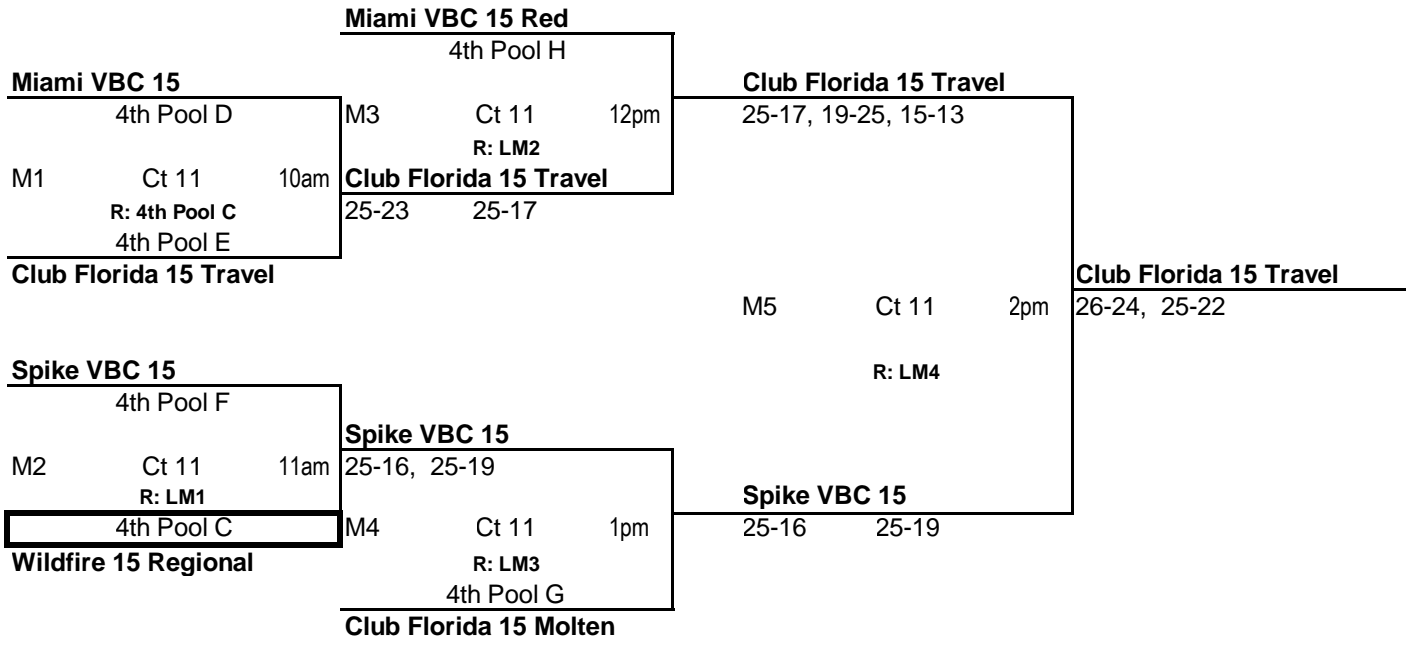 Miami VBC 15 Red
4th Pool H
Miami VBC 15 Club Florida 15 Travel
4th Pool D M3 Ct 11 12pm 25-17, 19-25, 15-13
R: LM2
M1 Ct 11 10am Club Florida 15 Travel
R: 4th Pool C 25-23 25-17
4th Pool E
Club Florida 15 Travel Club Florida 15 Travel
M5 Ct 11 2pm 26-24, 25-22
Spike VBC 15 R: LM4
4th Pool F
Spike VBC 15
M2 Ct 11 11am 25-16, 25-19
R: LM1 Spike VBC 15
4th Pool C M4 Ct 11 1pm 25-16 25-19
Wildfire 15 Regional R: LM3
4th Pool G
Club Florida 15 Molten